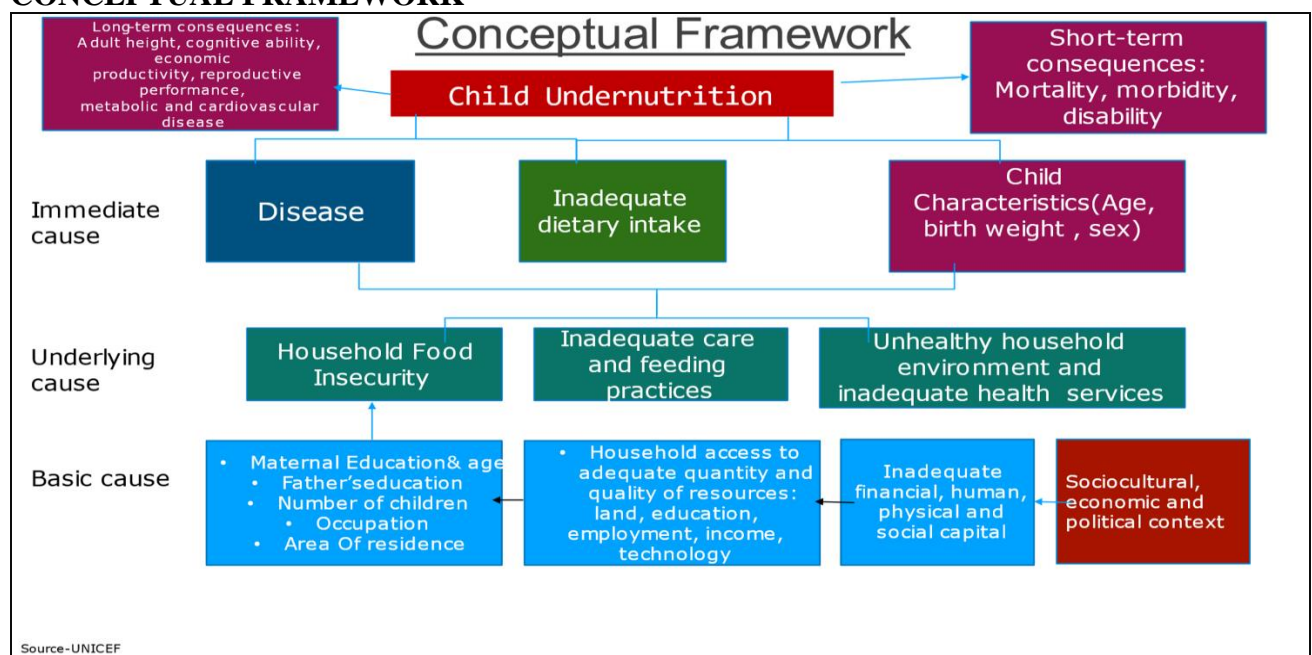 CONCEPTUAL FRAMEWORK
Conceptual Framework
Long-term consequences:
Adult height, cognitive ability,
economic
productivity, reproductive
performance,
metabolic and cardiovascular
disease
Child Undernutrition
Short-term
consequences:
Mortality, morbidity,
disability
Immediate
cause
Disease
Inadequate
dietary intake
Child
Characteristics(Age,
birth weight , sex)
Underlying
cause
Household Food
Insecurity
Inadequate care
and feeding
practices
Unhealthy household
environment and
inadequate health services
Basic cause
• Maternal Education& age
• Father'seducation
• Number of children
• Occupation
• Area Of residence
• Household access to
adequate quantity and
quality of resources:
land, education,
employment, income,
technology
Inadequate
financial, human,
physical and
social capital
Sociocultural,
economic and
political context
Source-UNICEF